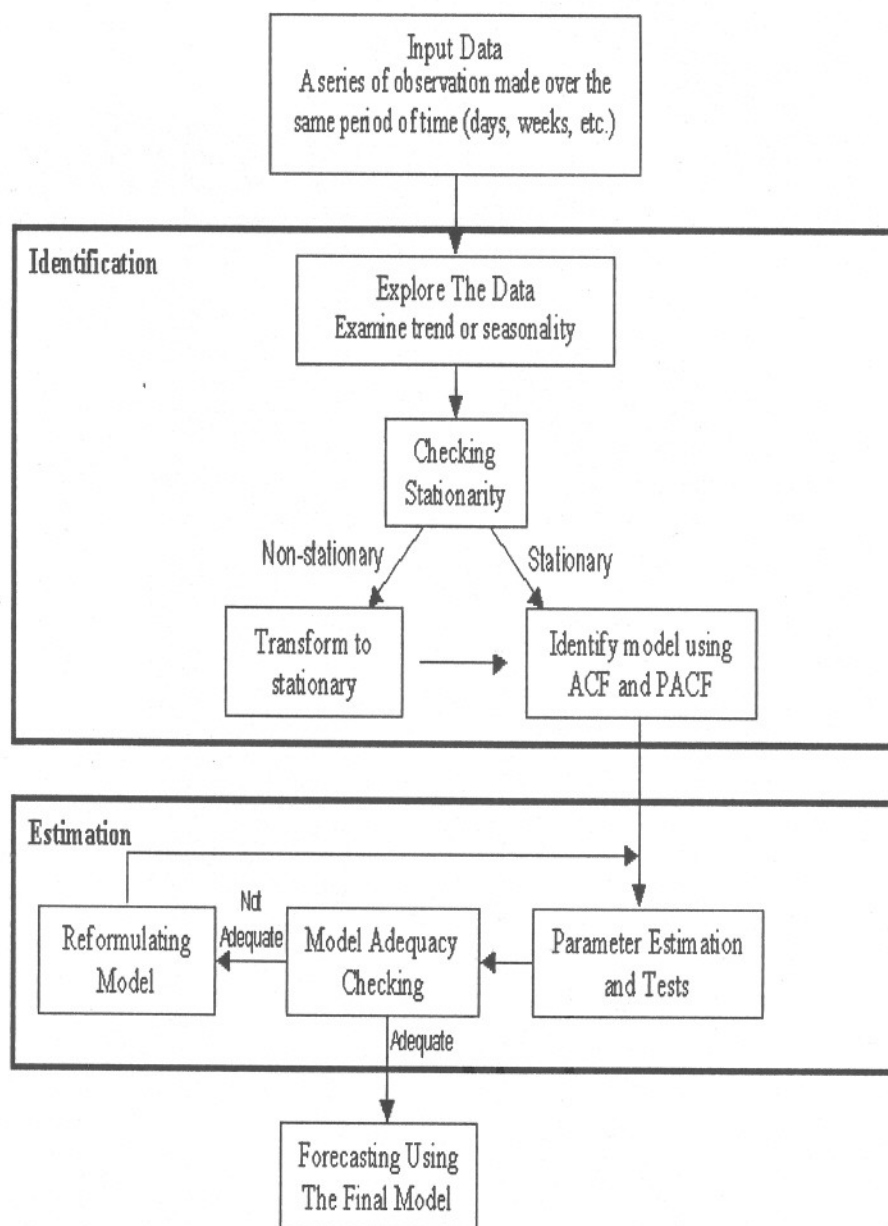 Input Data
A series of observation made over the
same period of time (days, weeks, etc.)
Identification
Explore The Data
Examine trend or seasonality
Checking
Stationarity
Non-stationary
Stationary
Transform to
stationary
Identify model using
ACF and PACF
Estimation
Reformulating
Model
Not
Adequate
Model Adequacy
Checking
Parameter Estimation
and Tests
Adequate
Forecasting Using
The Final Model